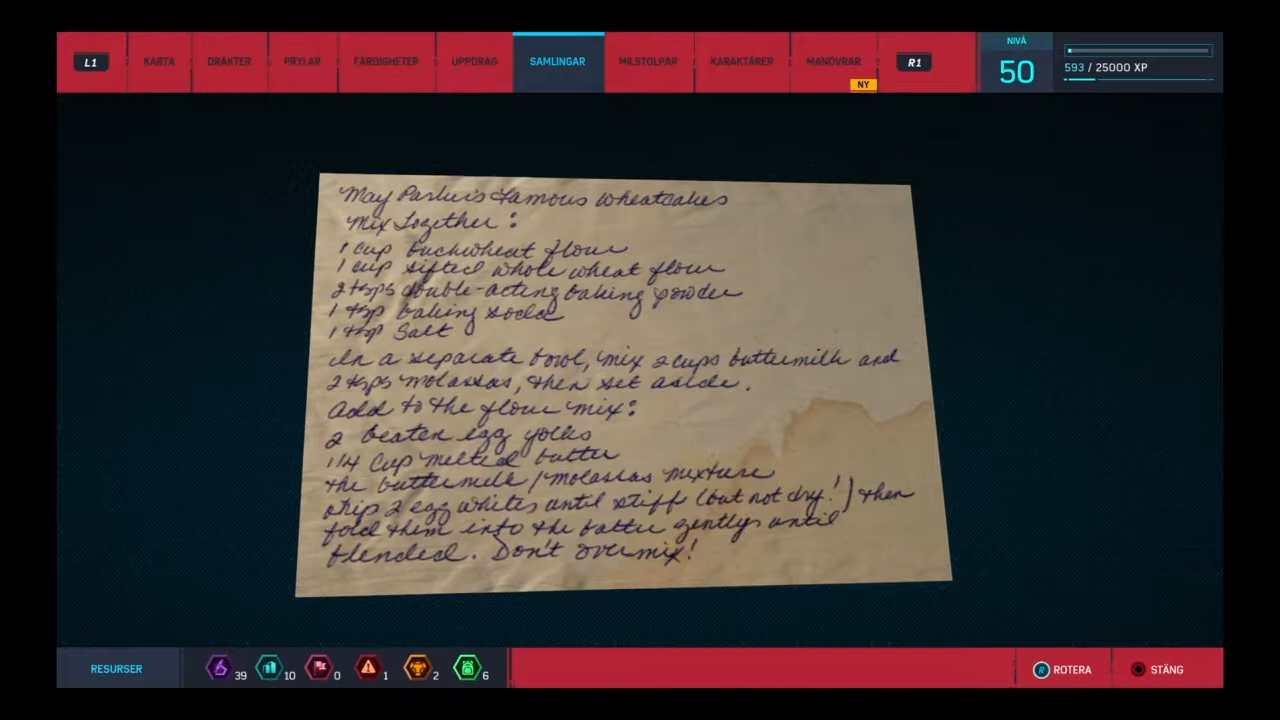 L1 KARTA DRÄKTER PRYLAR FÄRDIGHETER UPPDRAG SAMLINGAR MILSTOLPAR KARAKTÄRER MANÖVRAR NY R1
NIVÅ
50
593 / 25000 XP
May Parker's Famous Wheatcakes
Mix Together:
1 cup buckwheat flour
1 cup sifted whole wheat flour
2 tsps double-acting baking powder
1 tsp baking soda
1 tsp salt
In a separate bowl, mix 2 cups buttermilk and
2 tsps molassas, then set aside.
Add to the flour mix:
2 beaten egg yolks
1/4 cup melted butter
the buttermilk/molassas mixture
whip 2 egg whites until stiff (but not dry!) then
fold them into the batter gently until
blended. Don't over mix!
RESURSER 39 10 0 1 2 6 R ROTERA STÄNG